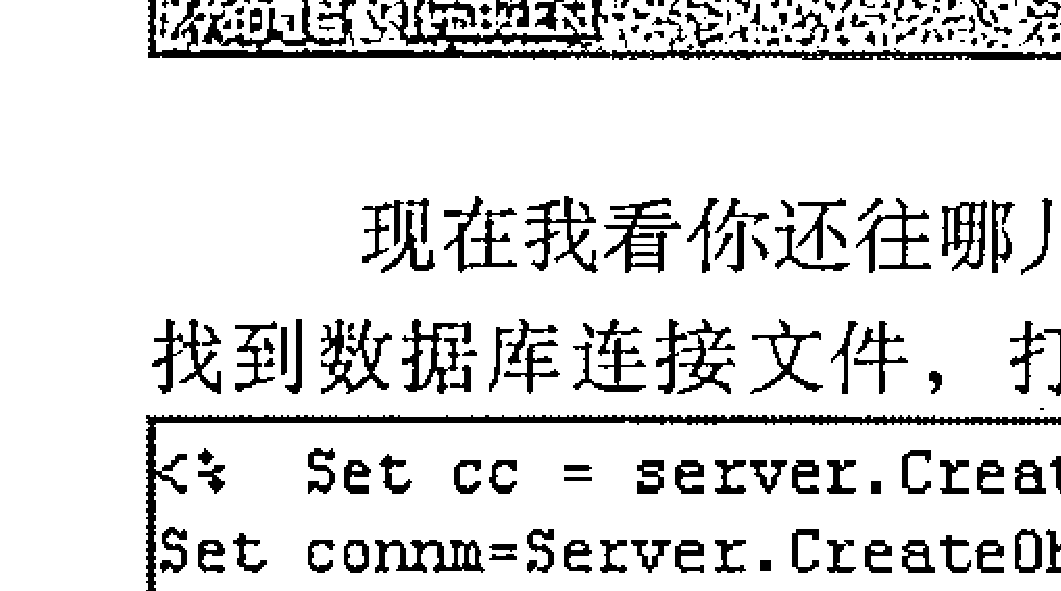 现在我看你还往哪
找到数据库连接文件，打
<%  Set cc = server.Creat
Set connm=Server.CreateOb